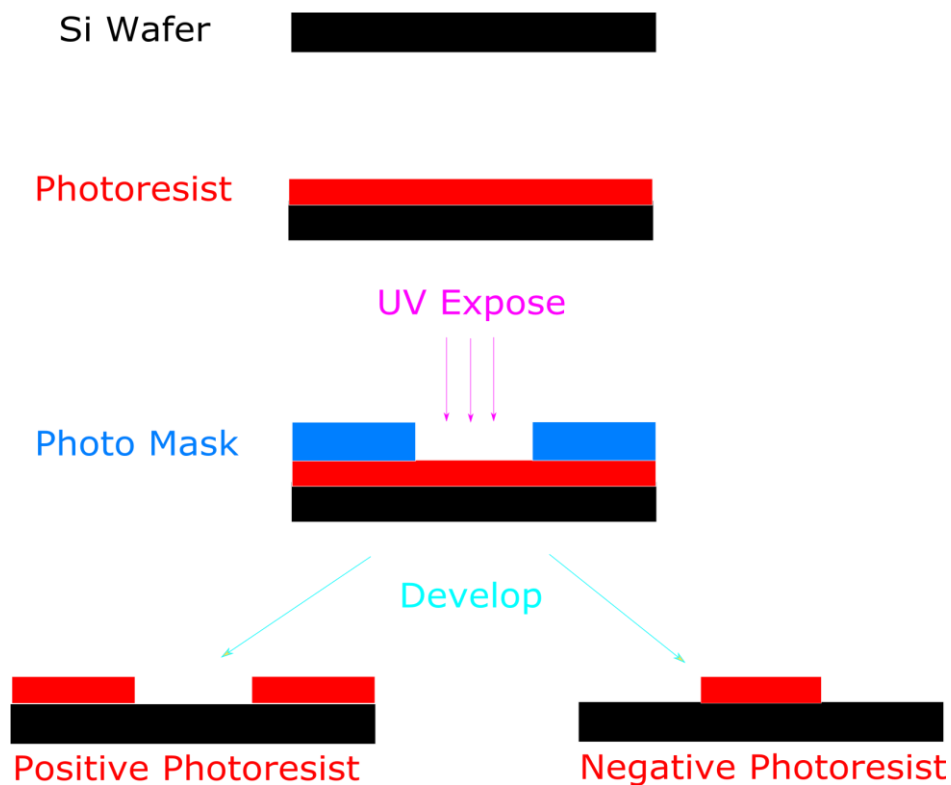 Si Wafer
Photoresist
UV Expose
Photo Mask
Develop
Positive Photoresist
Negative Photoresist